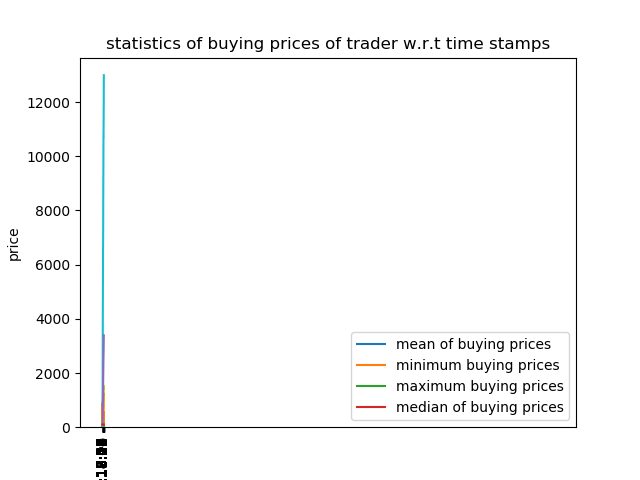 statistics of buying prices of trader w.r.t time stamps
12000
10000
8000
6000
4000
2000
0
price
mean of buying prices
minimum buying prices
maximum buying prices
median of buying prices